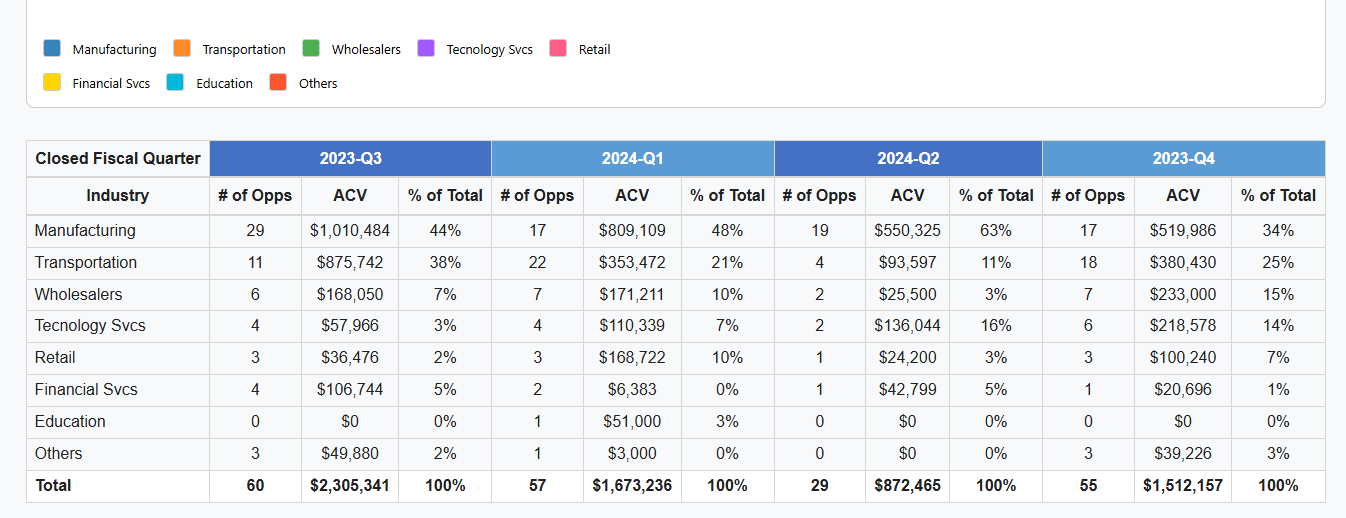 Manufacturing Transportation Wholesalers Tecnology Svcs Retail
Financial Svcs Education Others
Closed Fiscal Quarter 2023-Q3 2024-Q1 2024-Q2 2023-Q4
Industry # of Opps ACV % of Total # of Opps ACV % of Total # of Opps ACV % of Total # of Opps ACV % of Total
Manufacturing 29 $1,010,484 44% 17 $809,109 48% 19 $550,325 63% 17 $519,986 34%
Transportation 11 $875,742 38% 22 $353,472 21% 4 $93,597 11% 18 $380,430 25%
Wholesalers 6 $168,050 7% 7 $171,211 10% 2 $25,500 3% 7 $233,000 15%
Tecnology Svcs 4 $57,966 3% 4 $110,339 7% 2 $136,044 16% 6 $218,578 14%
Retail 3 $36,476 2% 3 $168,722 10% 1 $24,200 3% 3 $100,240 7%
Financial Svcs 4 $106,744 5% 2 $6,383 0% 1 $42,799 5% 1 $20,696 1%
Education 0 $0 0% 1 $51,000 3% 0 $0 0% 0 $0 0%
Others 3 $49,880 2% 1 $3,000 0% 0 $0 0% 3 $39,226 3%
Total 60 $2,305,341 100% 57 $1,673,236 100% 29 $872,465 100% 55 $1,512,157 100%